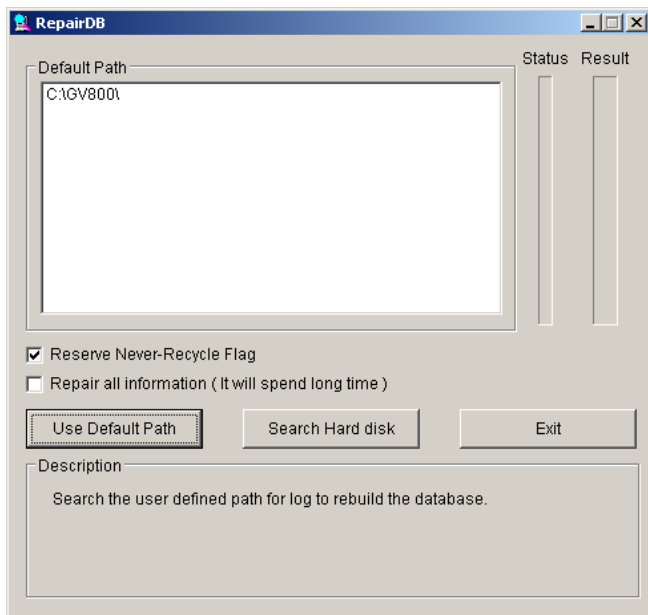 RepairDB
Status Result
Default Path
C:\GV800\
Reserve Never-Recycle Flag
Repair all information ( It will spend long time )
Use Default Path
Search Hard disk
Exit
Description
Search the user defined path for log to rebuild the database.